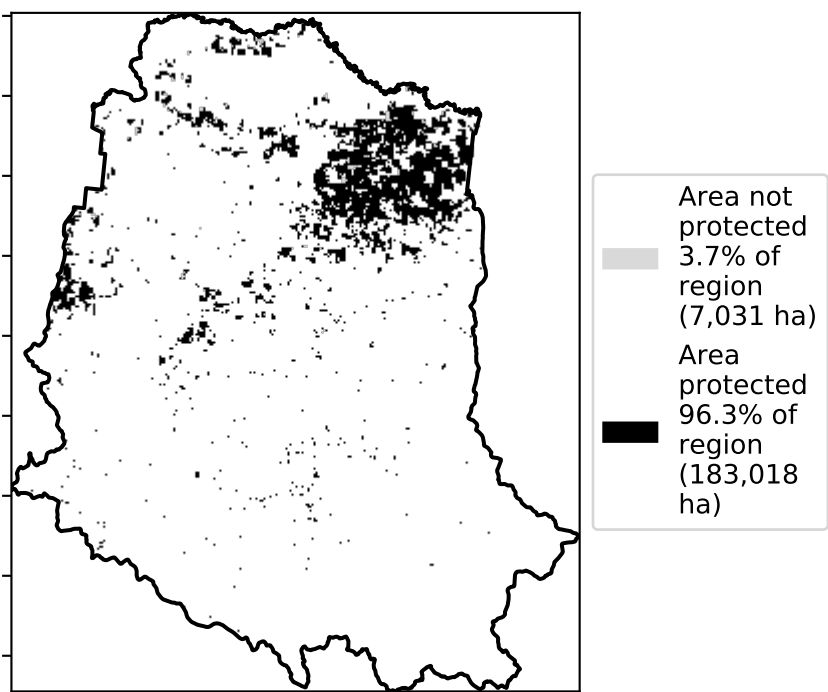 Area not
protected
3.7% of
region
(7,031 ha)
Area
protected
96.3% of
region
(183,018
ha)